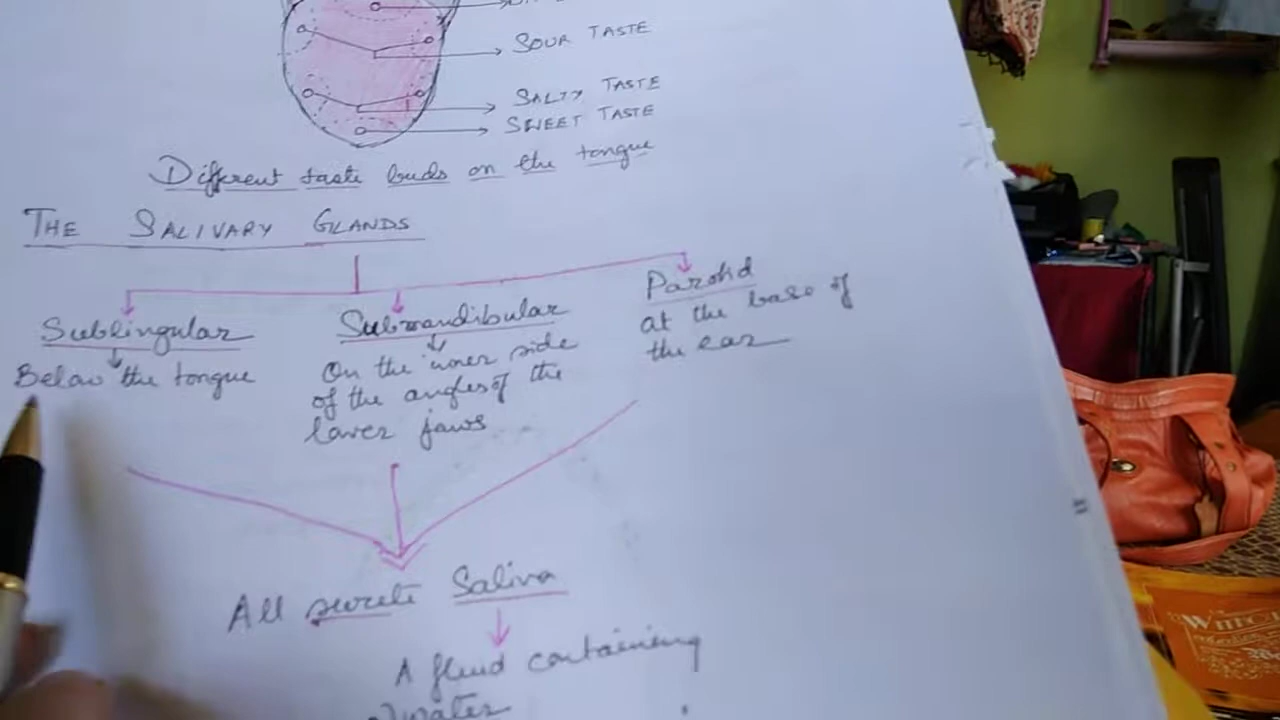 SOUR TASTE
SALTY TASTE
SWEET TASTE
Different taste buds on the tongue
THE SALIVARY GLANDS
Sublingular
Below the tongue
Submandibular
On the inner side
of the angles of the
lower jaws
Parotid
at the base of
the ear
All secrete Saliva
A fluid containing
water